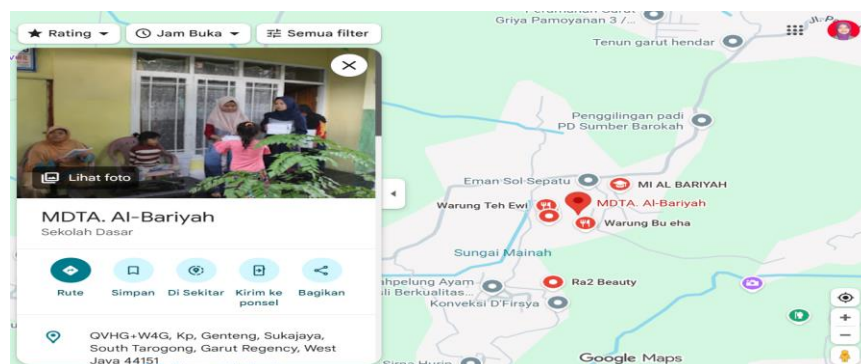 Rating
Jam Buka
Semua filter
Lihat foto
MDTA. Al-Bariyah
Sekolah Dasar
Rute
Simpan
Di Sekitar
Kirim ke
ponsel
Bagikan
QVHG+W4G, Kp, Genteng, Sukajaya,
South Tarogong, Garut Regency, West
Java 44151
Griya Pamoyanan 3 /...
Tenun garut hendar
Penggilingan padi
PD Sumber Barokah
Eman Sol Sepatu
MI AL BARIYAH
Warung Teh Ewi
MDTA. Al-Bariyah
Warung Bu eha
Sungai Mainah
Ra2 Beauty
Konveksi D'Firsya
Google Maps